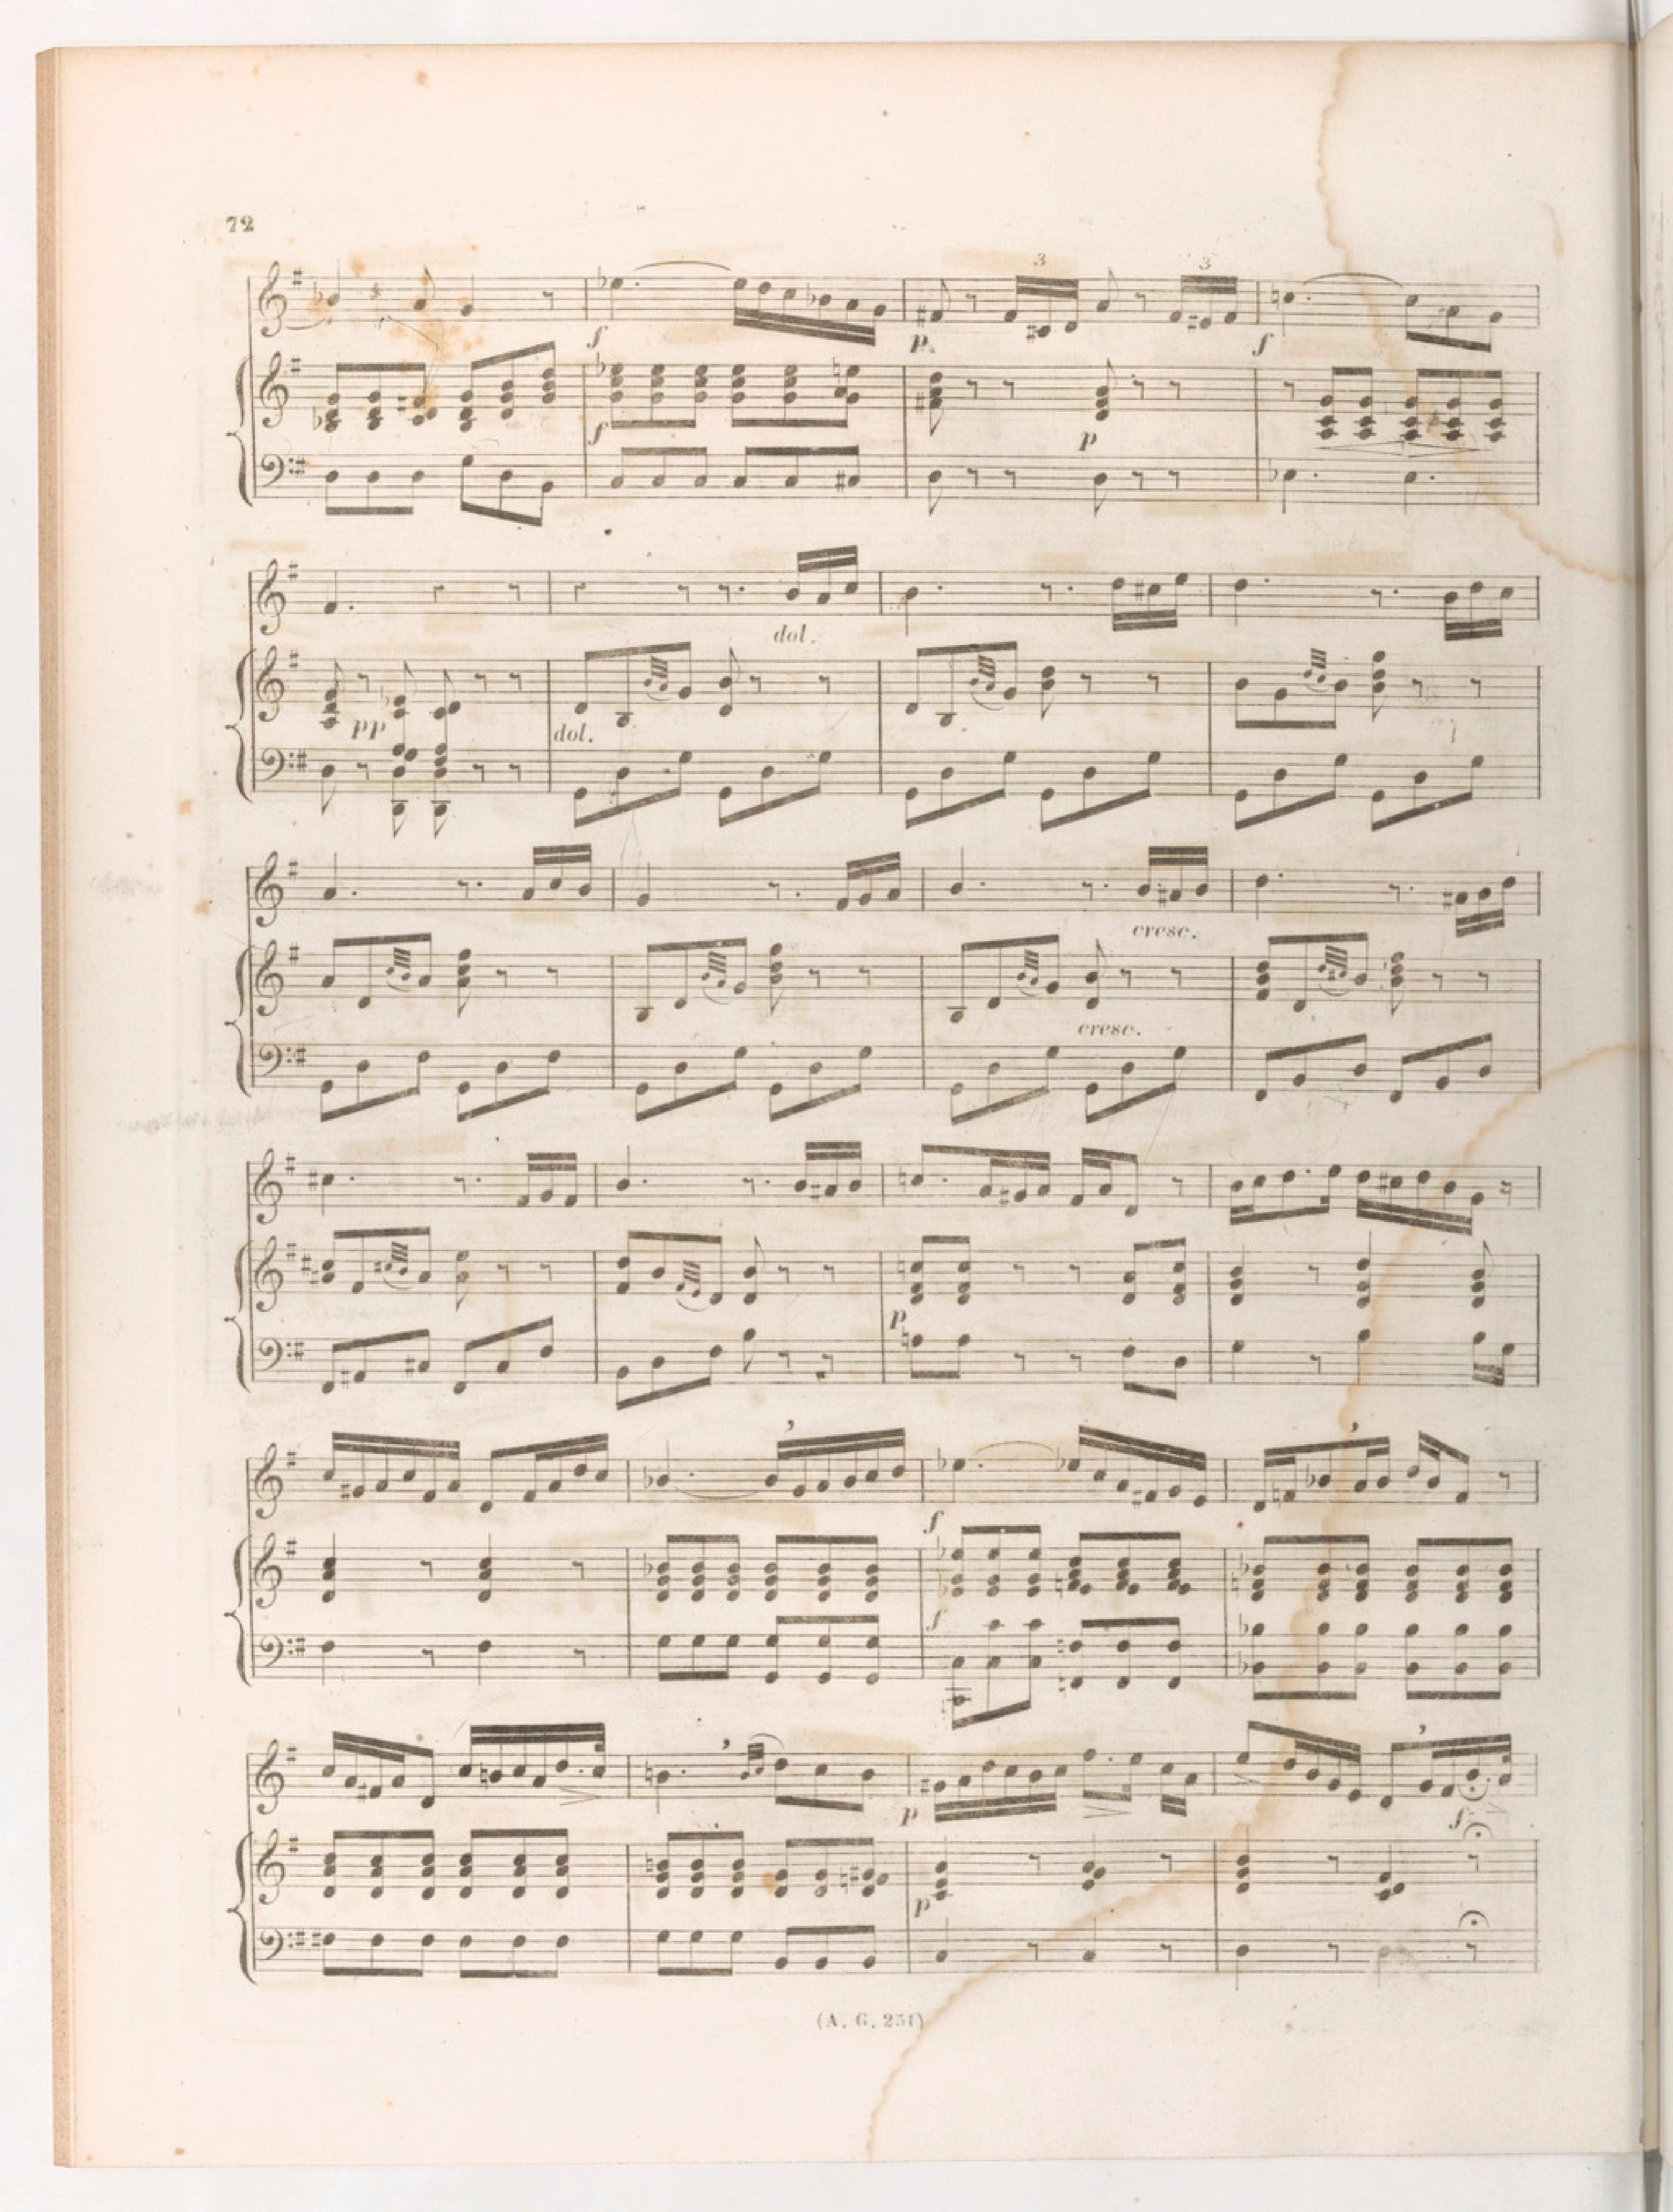 72
3 3
f p. f
f p
dol.
pp dol.
cresc.
cresc.
p
f
f
p f
p
(A. G. 251)